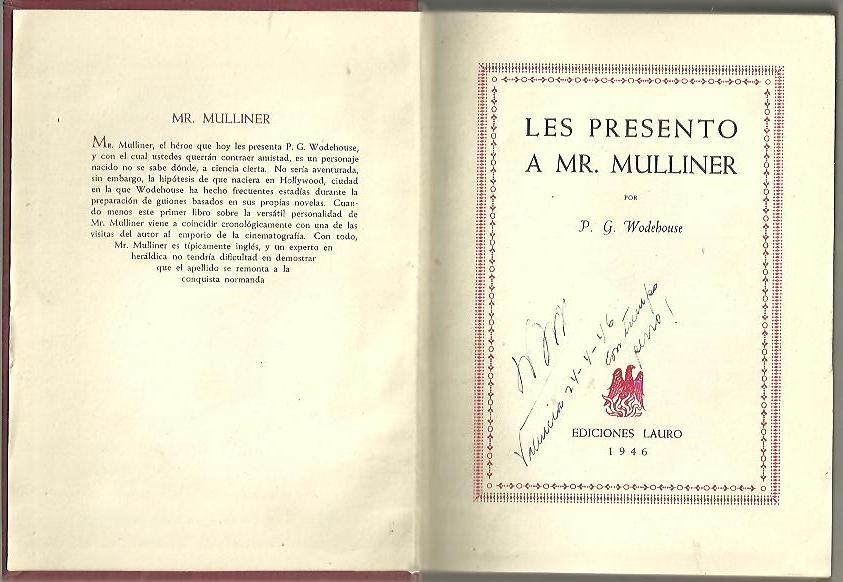 MR. MULLINER
Mr. Mulliner, el héroe que hoy les presenta P. G. Wodehouse,
y con el cual ustedes querrán contraer amistad, es un personaje
nacido no se sabe dónde, a ciencia cierta. No sería aventurada,
sin embargo, la hipótesis de que naciera en Hollywood, ciudad
en la que Wodehouse ha hecho frecuentes estadías durante la
preparación de guiones basados en sus propias novelas. Cuan-
do menos este primer libro sobre la versátil personalidad de
Mr. Mulliner viene a coincidir cronológicamente con una de las
visitas del autor al emporio de la cinematografía. Con todo,
Mr. Mulliner es típicamente inglés, y un experto en
heráldica no tendría dificultad en demostrar
que el apellido se remonta a la
conquista normanda
LES PRESENTO
A MR. MULLINER
POR
P. G. Wodehouse
Valencia 24-4-46
con tiempo
perro!
EDICIONES LAURO
1946